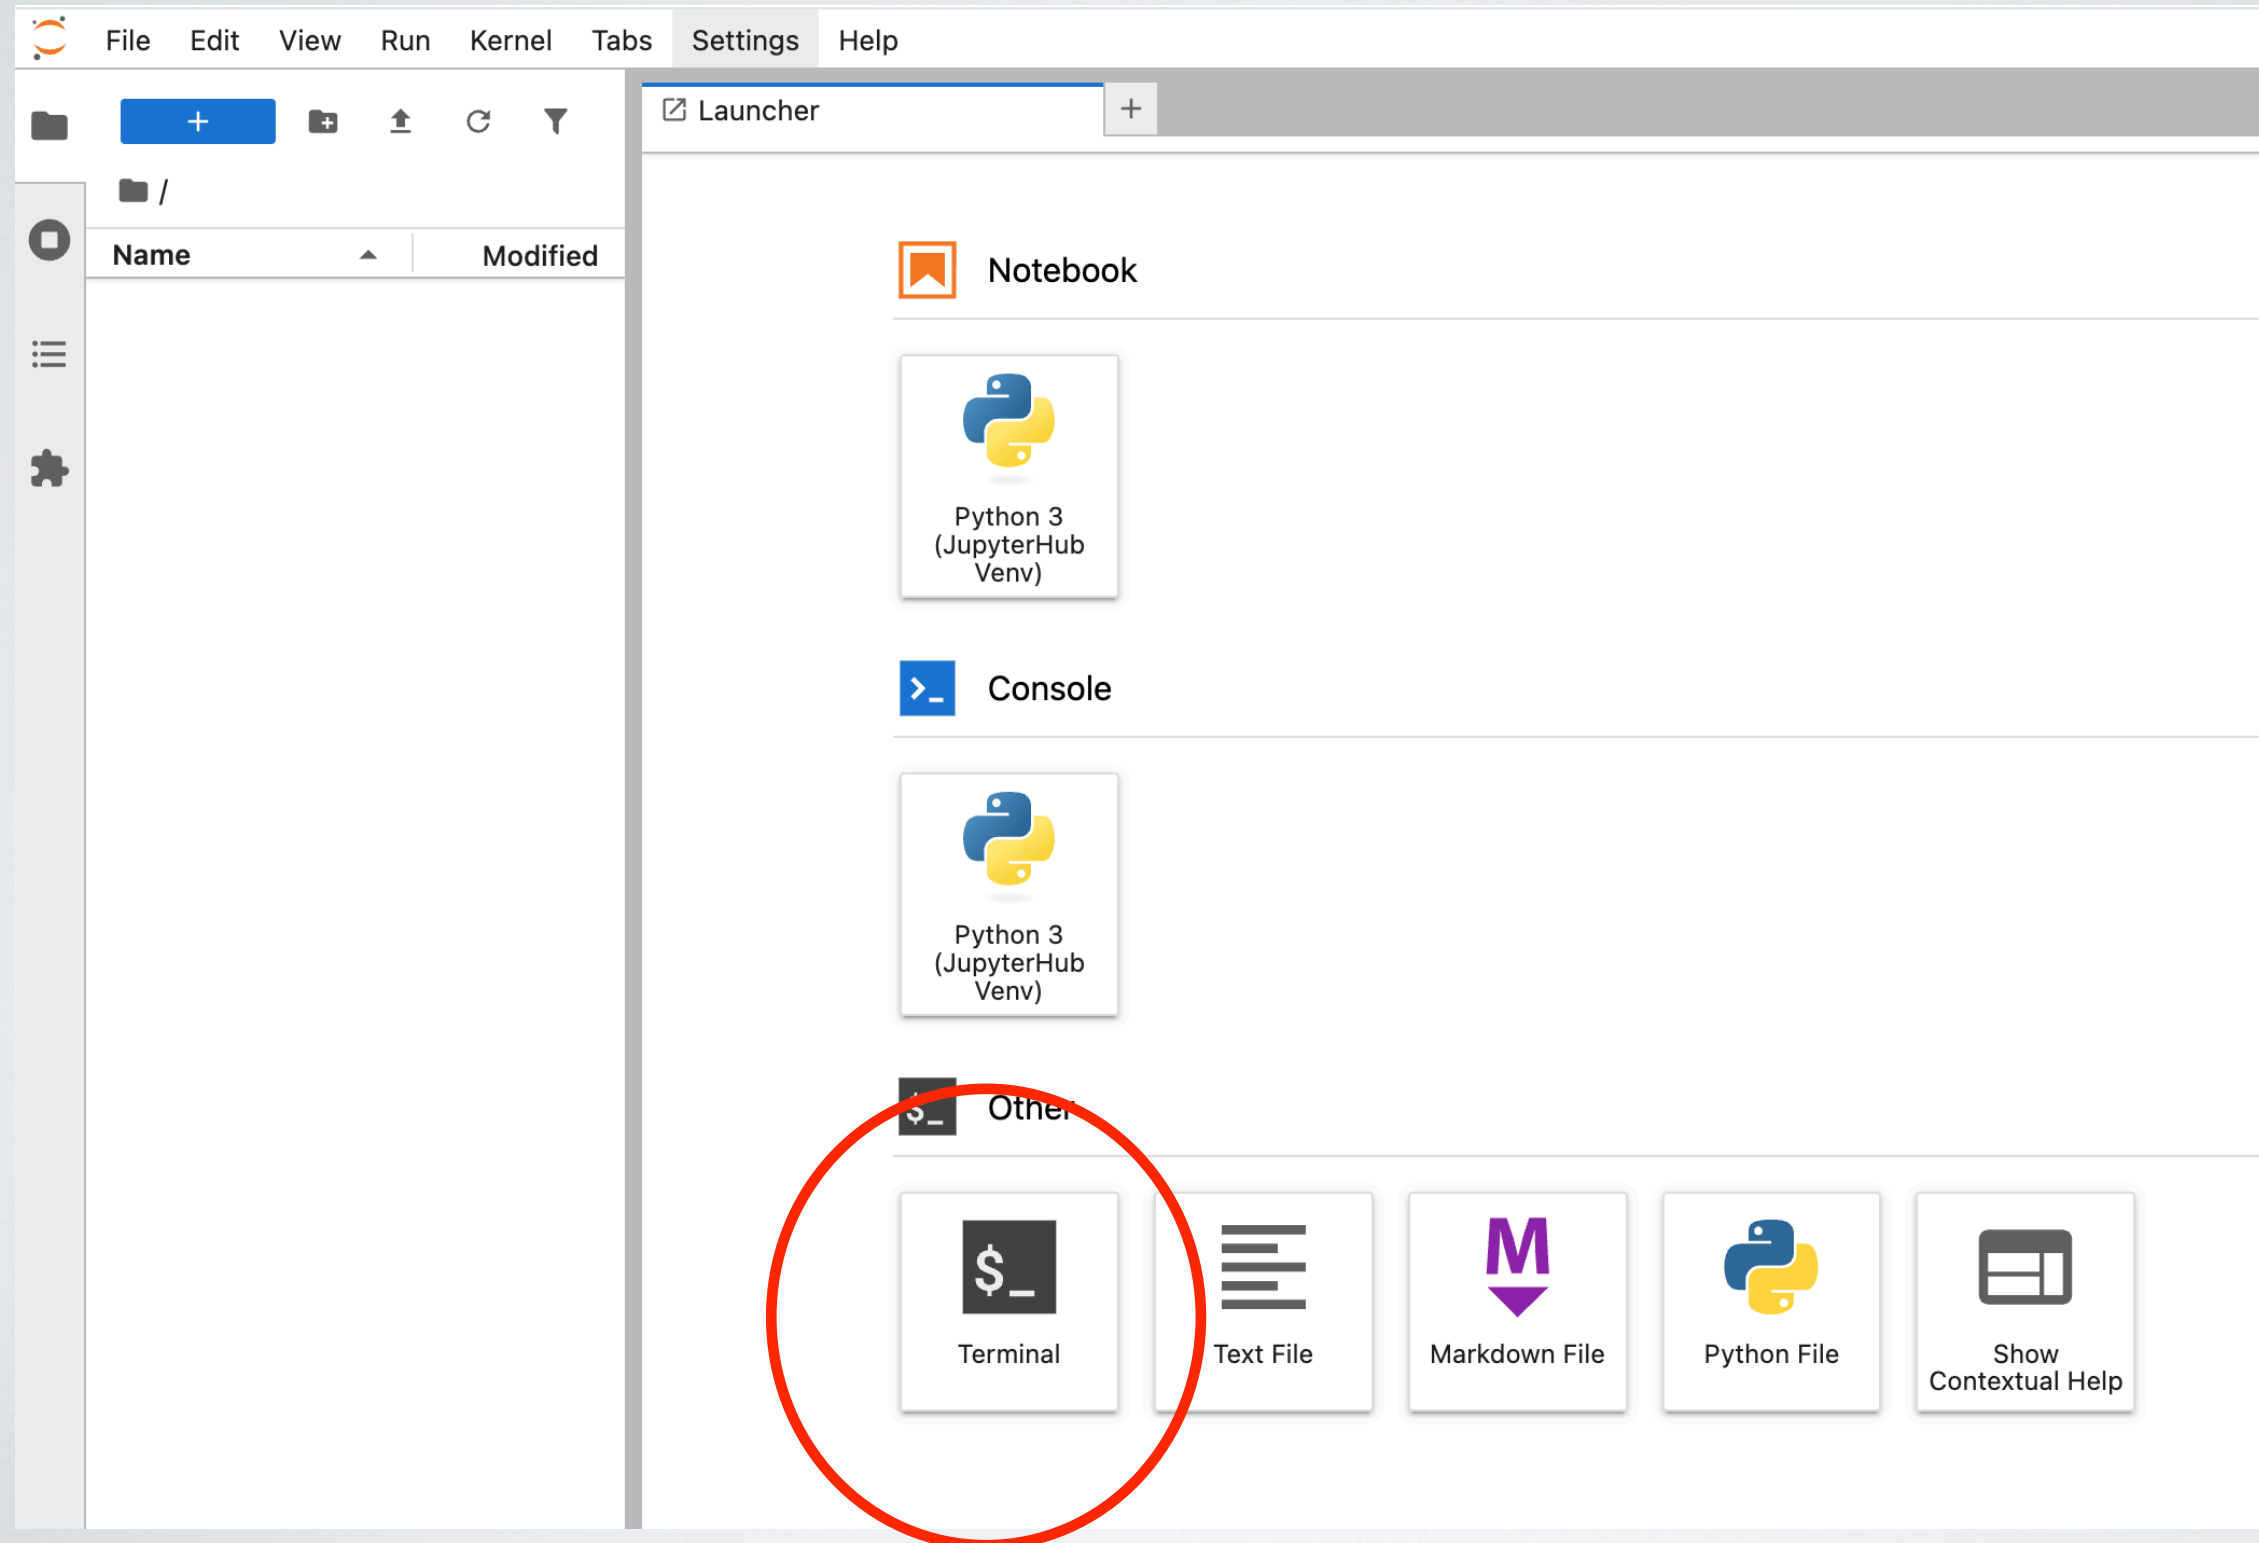 File Edit View Run Kernel Tabs Settings Help
Launcher
/
Name Modified
Notebook
Python 3
(JupyterHub
Venv)
Console
Python 3
(JupyterHub
Venv)
$_ Other
$_
Terminal
Text File
M
Markdown File
Python File
Show
Contextual Help